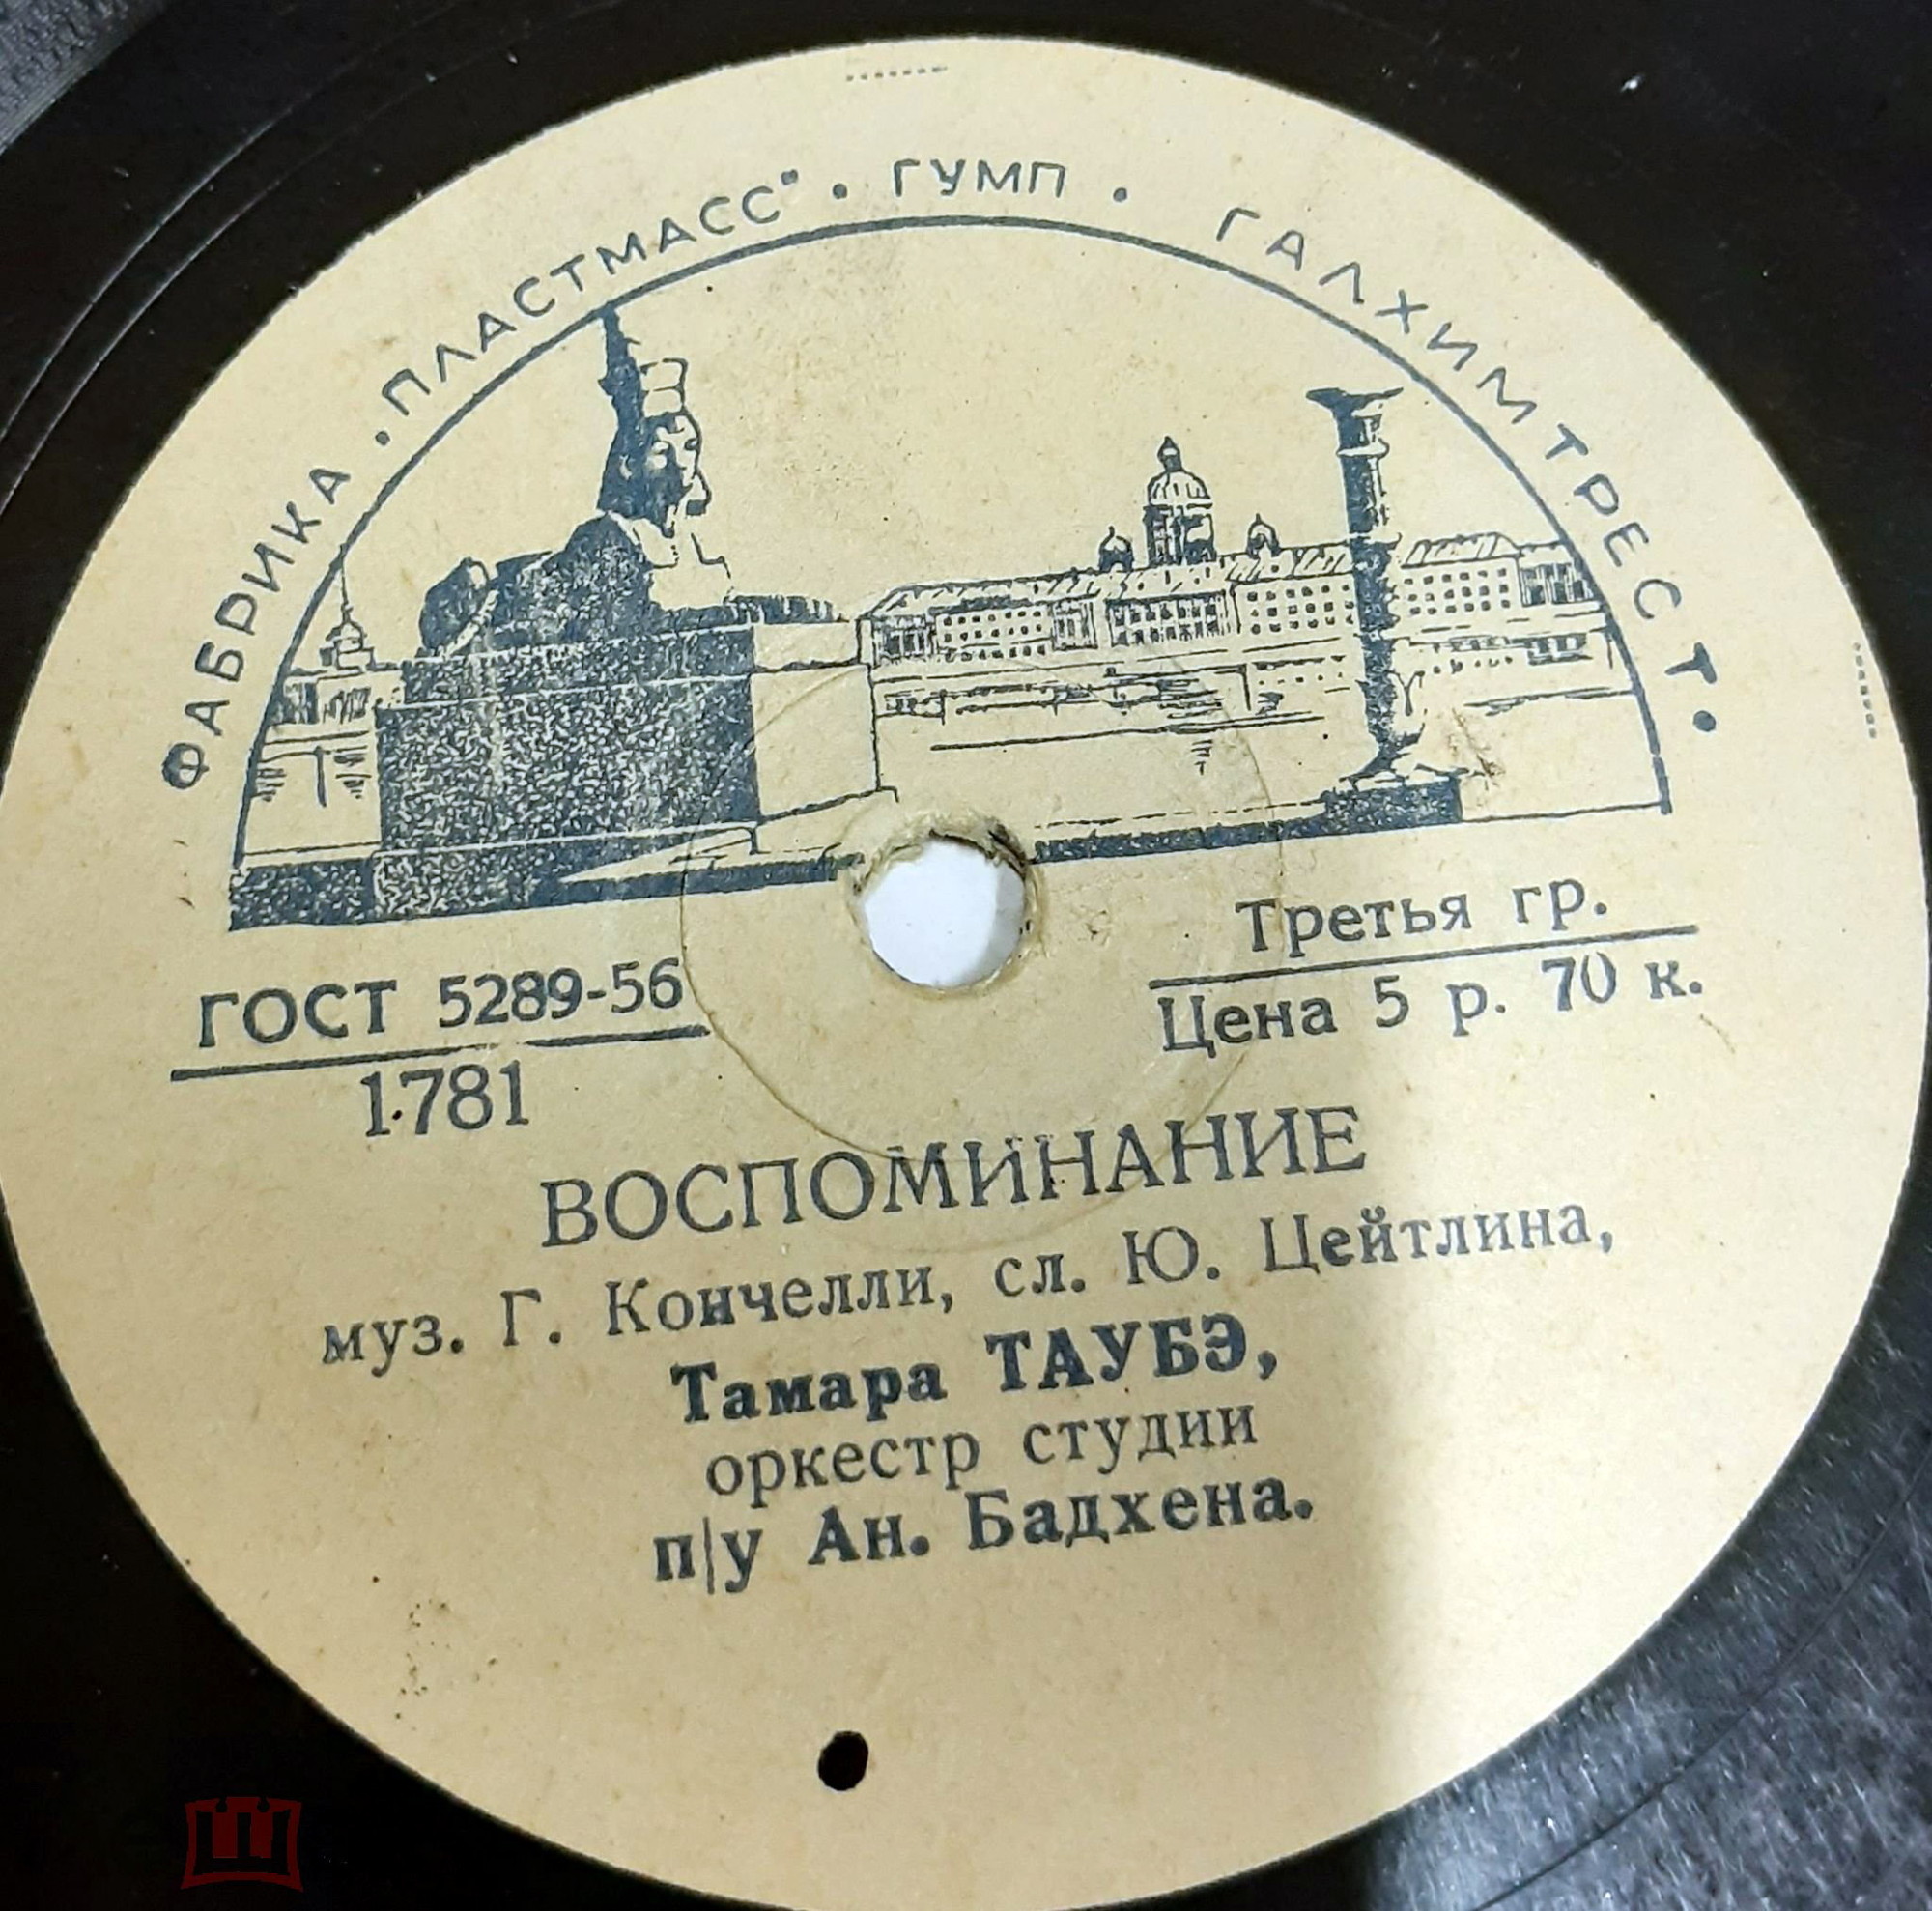 ФАБРИКА • ПЛАСТМАСС" • ГУМП • ГАЛХИМТРЕСТ •
ГОСТ 5289-56
1781
Третья гр.
Цена 5 р. 70 к.
ВОСПОМИНАНИЕ
муз. Г. Кончелли, сл. Ю. Цейтлина,
Тамара ТАУБЭ,
оркестр студии
п|у Ан. Бадхена.